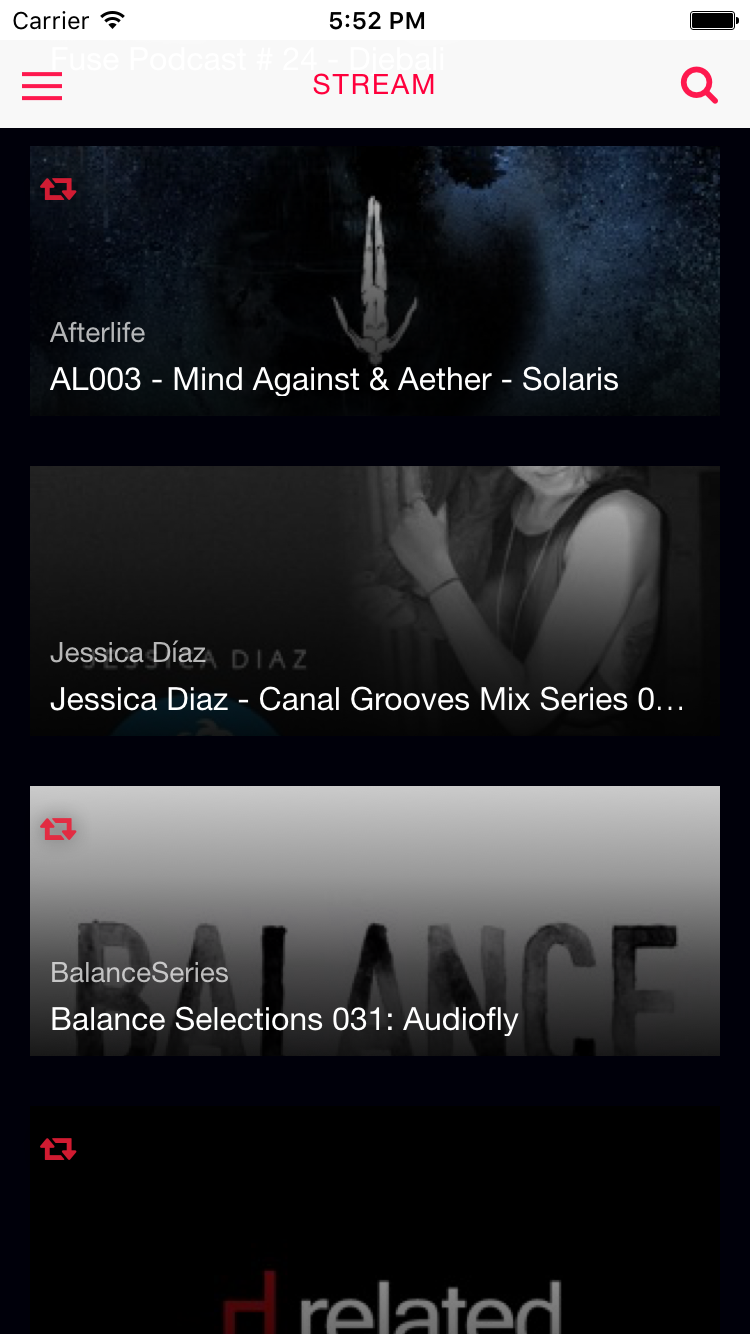 Carrier 5:52 PM
Fuse Podcast # 24 - Djebali
STREAM
Afterlife
AL003 - Mind Against & Aether - Solaris
JESSICA DIAZ
Jessica Díaz
Jessica Diaz - Canal Grooves Mix Series 0…
BALANCE
BalanceSeries
Balance Selections 031: Audiofly
related